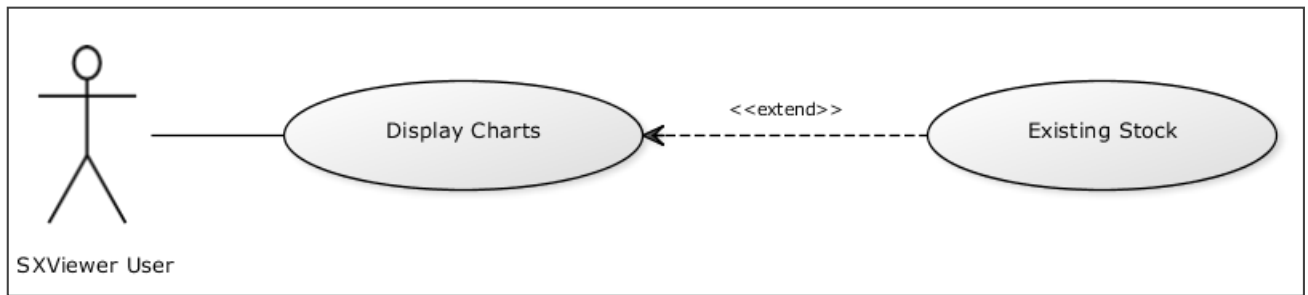 <<extend>>
Display Charts
Existing Stock
SXViewer User